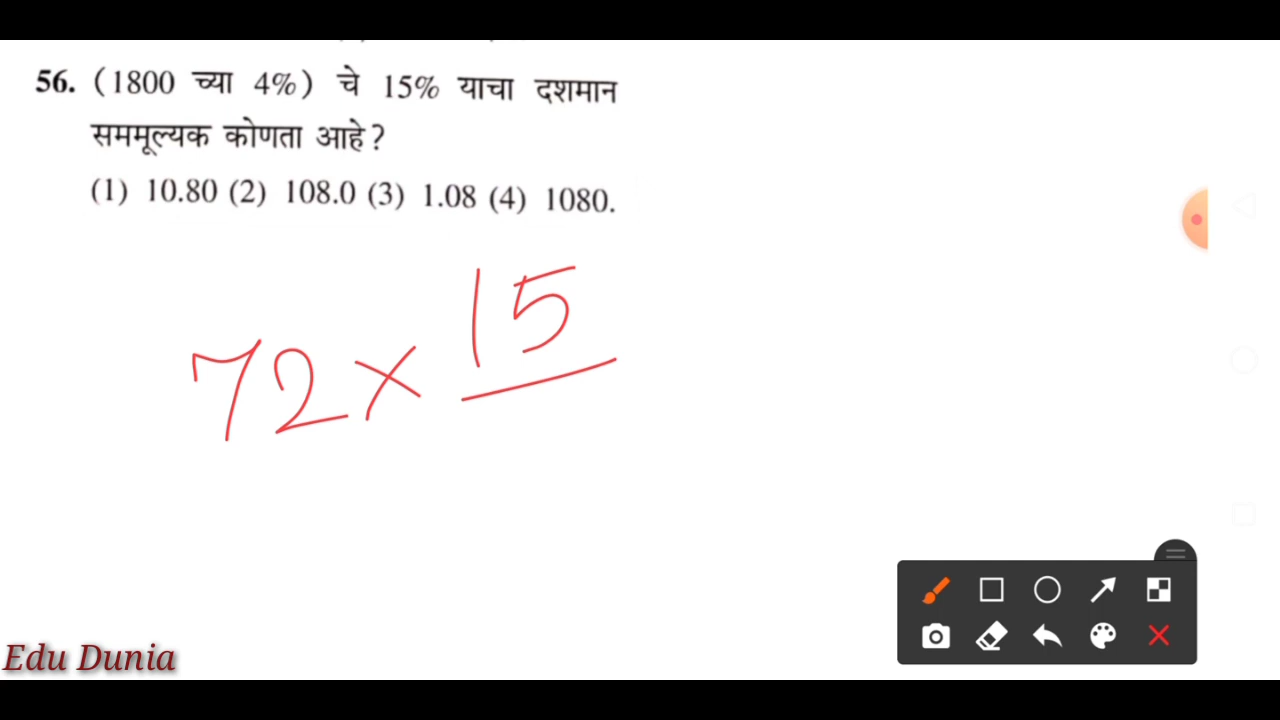 56. (1800 च्या 4%) चे 15% याचा दशमान
सममूल्यक कोणता आहे?
(1) 10.80 (2) 108.0 (3) 1.08 (4) 1080.
72 × 15
Edu Dunia